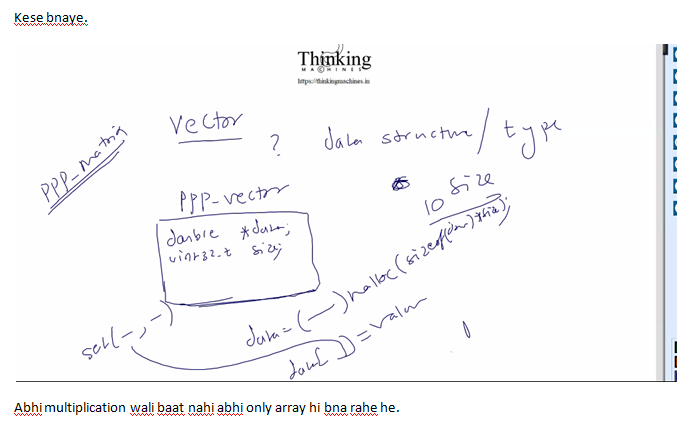 Kese bnaye.
Thinking
MACHINES
https://thinkingmachines.in
vector
?
data structure / type
PPP_matrix
PPP-vector
10 size
double *data;
uint32_t size;
data = (—) malloc(sizeof(double) * size);
set(—,—)
data[ ] = value
Abhi multiplication wali baat nahi abhi only array hi bna rahe he.